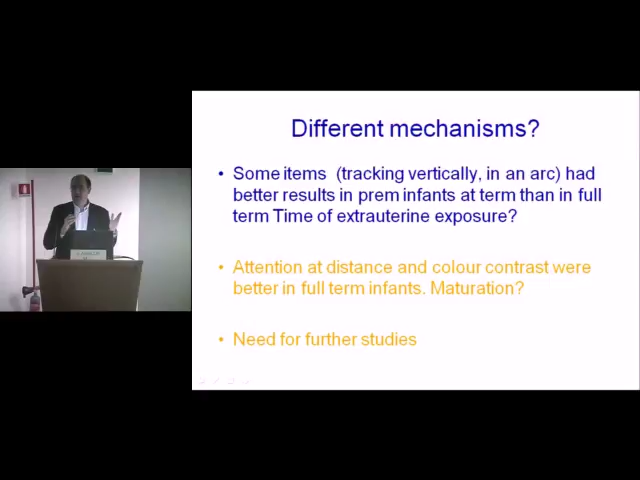 Different mechanisms?
• Some items (tracking vertically, in an arc) had
better results in prem infants at term than in full
term Time of extrauterine exposure?
• Attention at distance and colour contrast were
better in full term infants. Maturation?
• Need for further studies